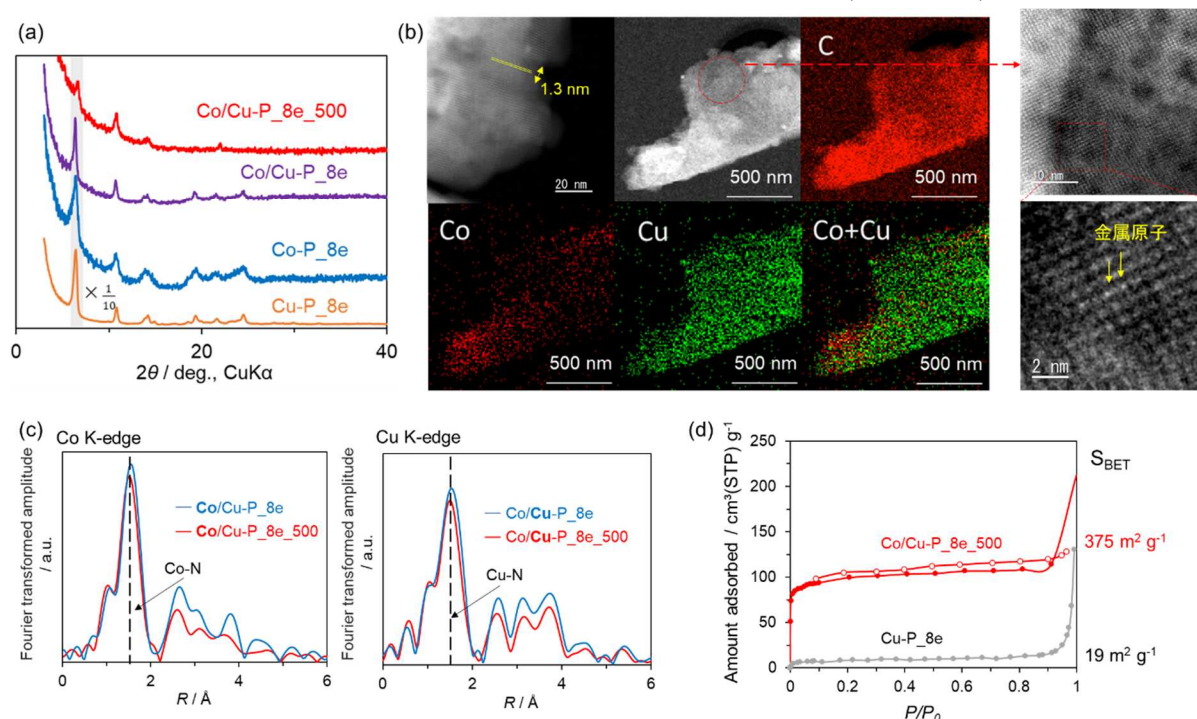 (a)
Co/Cu-P_8e_500
Co/Cu-P_8e
Co-P_8e
× 1/10
Cu-P_8e
0 20 40
2θ / deg., CuKα
(b)
1.3 nm
20 nm
500 nm
C
500 nm
10 nm
Co
500 nm
Cu
500 nm
Co+Cu
500 nm
金属原子
2 nm
(c)
Co K-edge
Fourier transformed amplitude
/ a.u.
Co/Cu-P_8e
Co/Cu-P_8e_500
Co-N
0 2 4 6
R / Å
Cu K-edge
Fourier transformed amplitude
/ a.u.
Co/Cu-P_8e
Co/Cu-P_8e_500
Cu-N
0 2 4 6
R / Å
(d)
Amount adsorbed / cm³(STP) g⁻¹
250
200
150
100
50
0
Co/Cu-P_8e_500
Cu-P_8e
0 0.2 0.4 0.6 0.8 1
P/P₀
S_BET
375 m² g⁻¹
19 m² g⁻¹